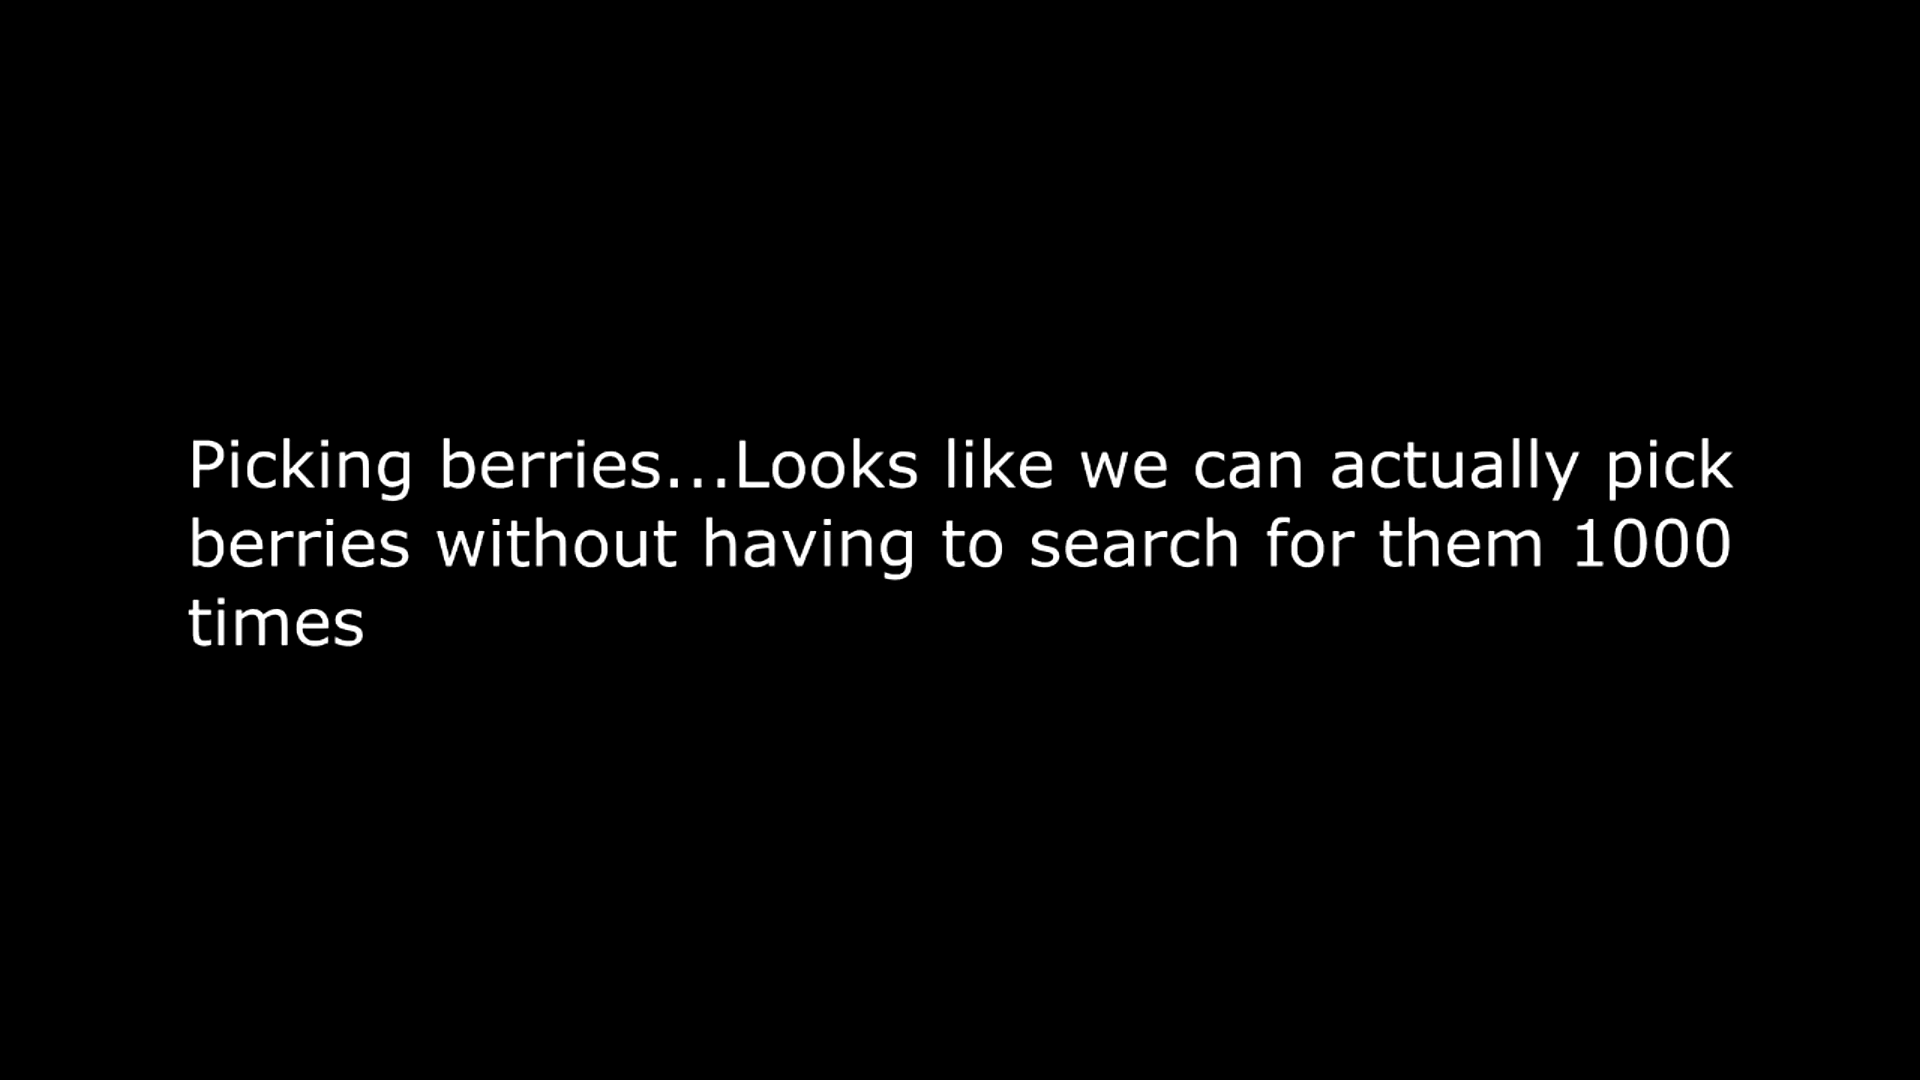 Picking berries...Looks like we can actually pick
berries without having to search for them 1000
times